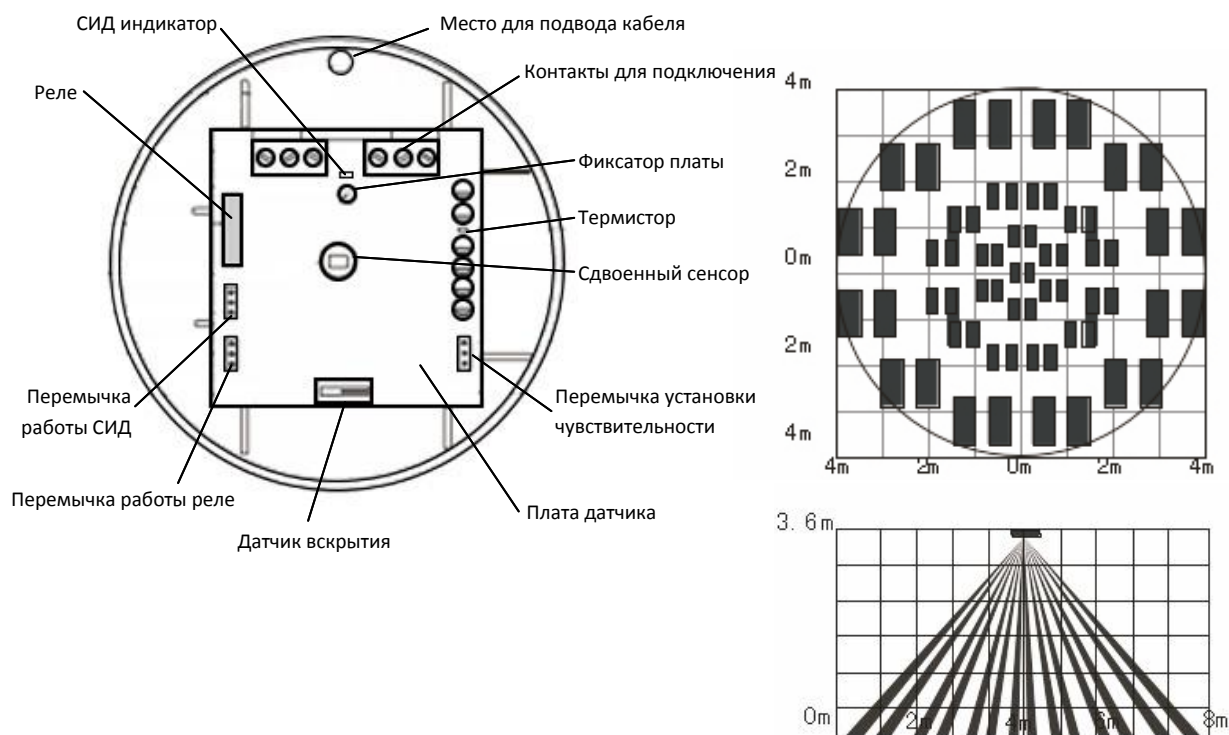 СИД индикатор
Место для подвода кабеля
Контакты для подключения
Реле
Фиксатор платы
Термистор
Сдвоенный сенсор
Перемычка
работы СИД
Перемычка установки
чувствительности
Перемычка работы реле
Плата датчика
Датчик вскрытия
4m
2m
0m
2m
4m
4m
2m
0m
2m
4m
3.6m
0m
2m
4m
6m
8m